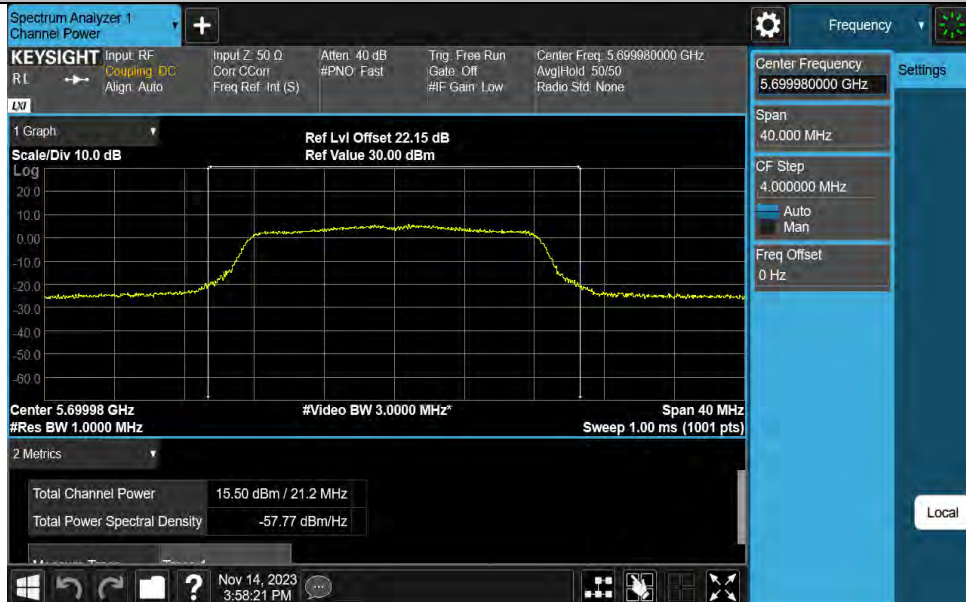 Spectrum Analyzer 1
Channel Power
+
Frequency
KEYSIGHT
Input: RF
Coupling: DC
Align: Auto
Input Z: 50 Ω
Corr CCorr
Freq Ref: Int (S)
Atten: 40 dB
#PNO: Fast
Trig: Free Run
Gate: Off
#IF Gain: Low
Center Freq: 5.699980000 GHz
Avg|Hold: 50/50
Radio Std: None
LXI
1 Graph
Scale/Div 10.0 dB
Ref Lvl Offset 22.15 dB
Ref Value 30.00 dBm
Log
20.0
10.0
0.00
-10.0
-20.0
-30.0
-40.0
-50.0
-60.0
Center 5.69998 GHz
#Res BW 1.0000 MHz
#Video BW 3.0000 MHz*
Span 40 MHz
Sweep 1.00 ms (1001 pts)
2 Metrics
Total Channel Power 15.50 dBm / 21.2 MHz
Total Power Spectral Density -57.77 dBm/Hz
Nov 14, 2023
3:58:21 PM
?
Center Frequency
5.699980000 GHz
Span
40.000 MHz
CF Step
4.000000 MHz
Auto
Man
Freq Offset
0 Hz
Settings
Local